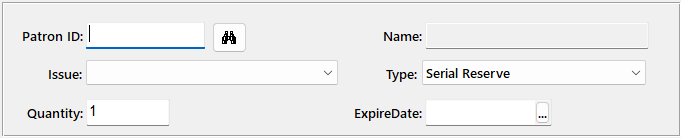 Patron ID: Name:
Issue: Type: Serial Reserve
Quantity: 1 ExpireDate: ...